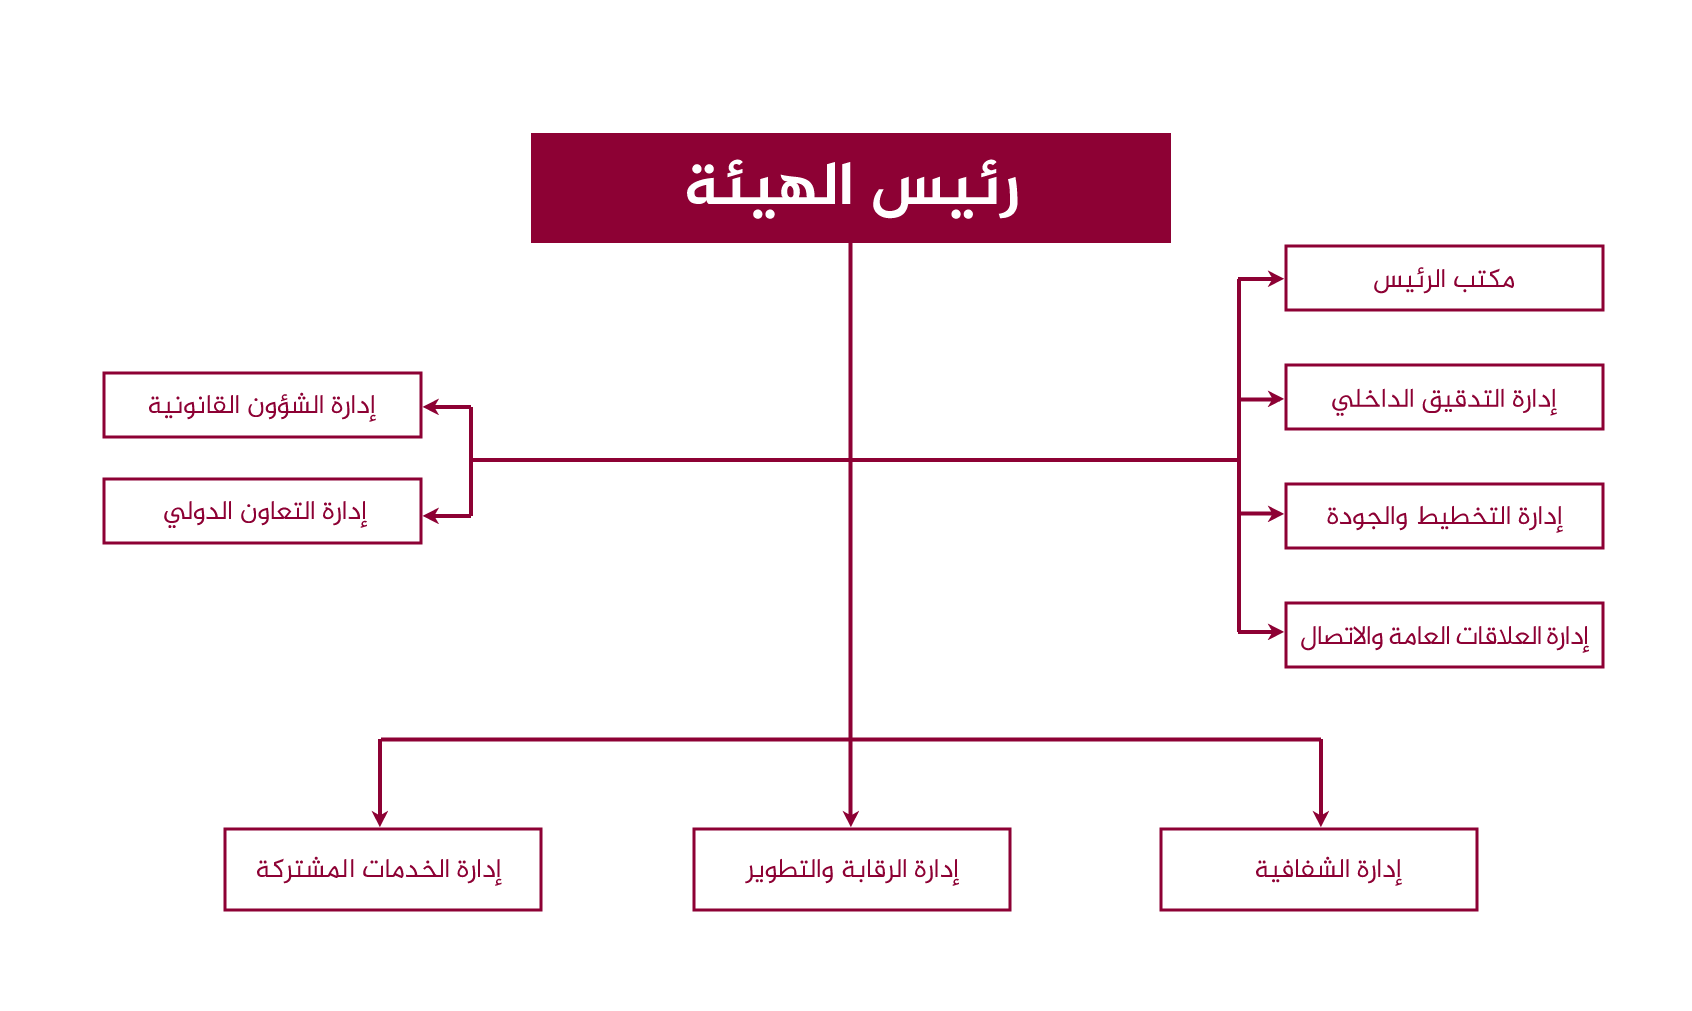 رئيس الهيئة
مكتب الرئيس
إدارة التدقيق الداخلي
إدارة التخطيط والجودة
إدارة العلاقات العامة والاتصال
إدارة الشؤون القانونية
إدارة التعاون الدولي
إدارة الشفافية
إدارة الرقابة والتطوير
إدارة الخدمات المشتركة